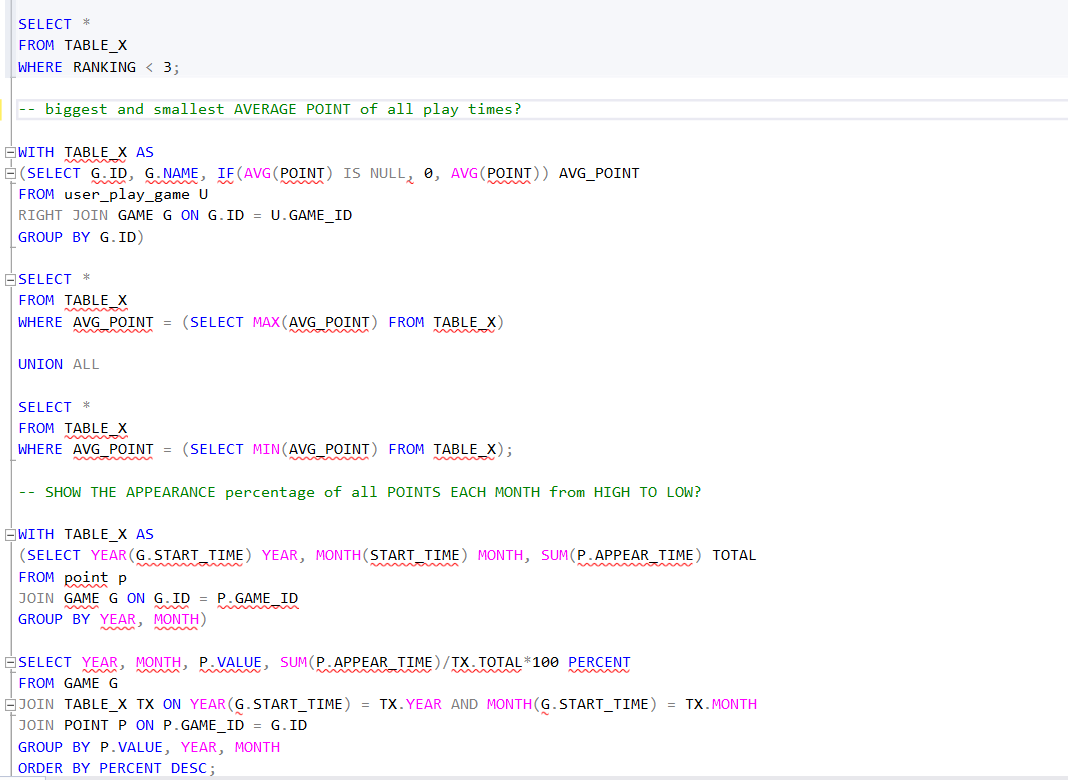 SELECT *
FROM TABLE_X
WHERE RANKING < 3;
-- biggest and smallest AVERAGE POINT of all play times?
WITH TABLE_X AS
(SELECT G.ID, G.NAME, IF(AVG(POINT) IS NULL, 0, AVG(POINT)) AVG_POINT
FROM user_play_game U
RIGHT JOIN GAME G ON G.ID = U.GAME_ID
GROUP BY G.ID)
SELECT *
FROM TABLE_X
WHERE AVG_POINT = (SELECT MAX(AVG_POINT) FROM TABLE_X)
UNION ALL
SELECT *
FROM TABLE_X
WHERE AVG_POINT = (SELECT MIN(AVG_POINT) FROM TABLE_X);
-- SHOW THE APPEARANCE percentage of all POINTS EACH MONTH from HIGH TO LOW?
WITH TABLE_X AS
(SELECT YEAR(G.START_TIME) YEAR, MONTH(START_TIME) MONTH, SUM(P.APPEAR_TIME) TOTAL
FROM point p
JOIN GAME G ON G.ID = P.GAME_ID
GROUP BY YEAR, MONTH)
SELECT YEAR, MONTH, P.VALUE, SUM(P.APPEAR_TIME)/TX.TOTAL*100 PERCENT
FROM GAME G
JOIN TABLE_X TX ON YEAR(G.START_TIME) = TX.YEAR AND MONTH(G.START_TIME) = TX.MONTH
JOIN POINT P ON P.GAME_ID = G.ID
GROUP BY P.VALUE, YEAR, MONTH
ORDER BY PERCENT DESC;